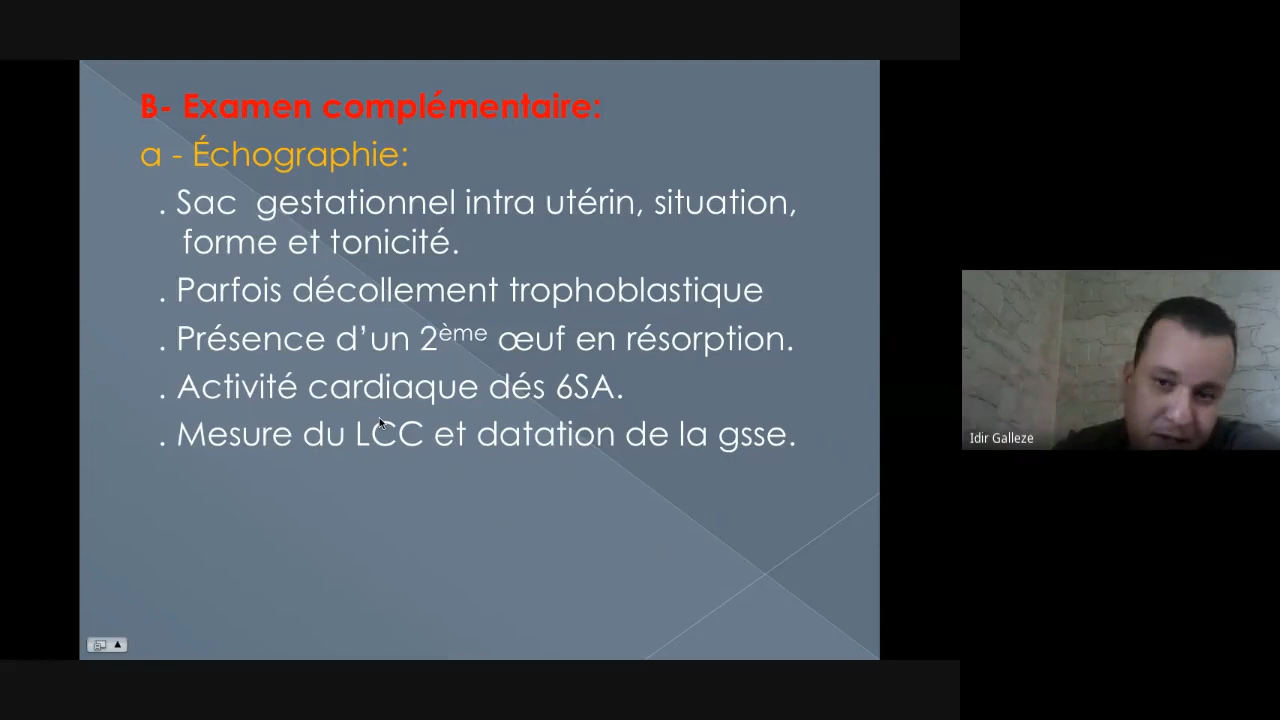 B- Examen complémentaire:
a - Échographie:
. Sac  gestationnel intra utérin, situation,
forme et tonicité.
. Parfois décollement trophoblastique
. Présence d’un 2ème œuf en résorption.
. Activité cardiaque dés 6SA.
. Mesure du LCC et datation de la gsse.
Idir Galleze